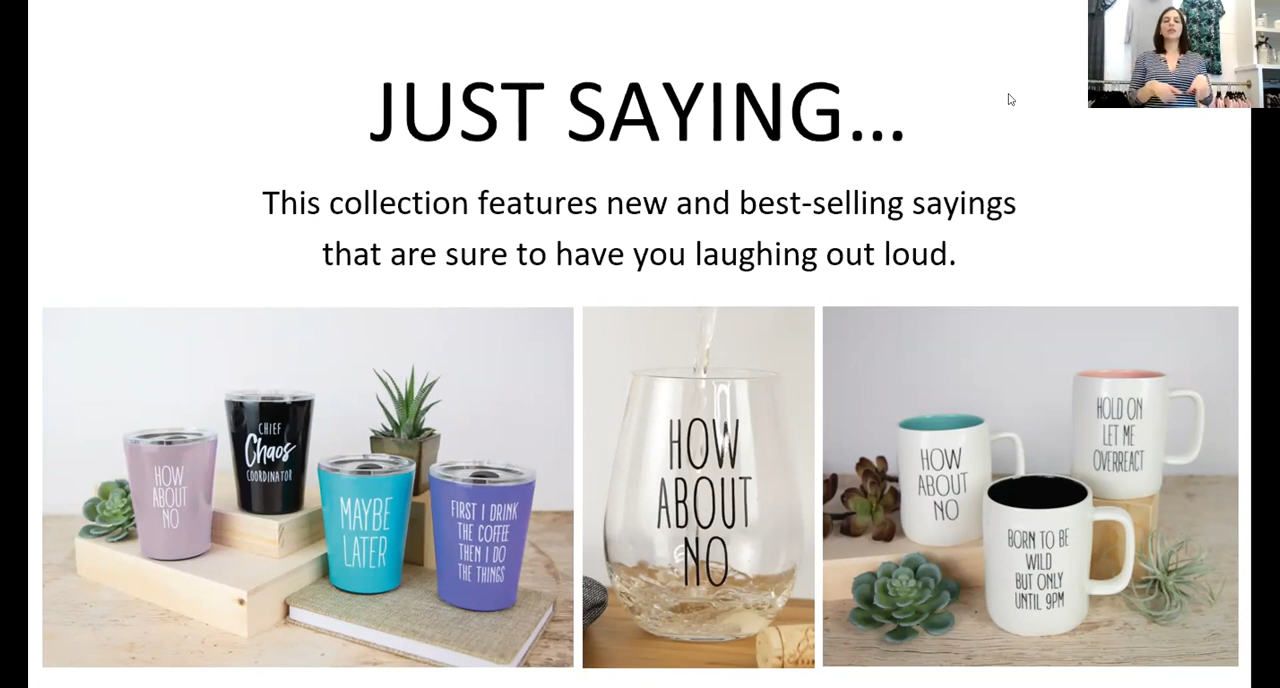 JUST SAYING...
This collection features new and best-selling sayings
that are sure to have you laughing out loud.
HOW
ABOUT
NO
CHIEF
Chaos
COORDINATOR
MAYBE
LATER
FIRST I DRINK
THE COFFEE
THEN I DO
THE THINGS
HOW
ABOUT
NO
HOW
ABOUT
NO
BORN TO BE
WILD
BUT ONLY
UNTIL 9PM
HOLD ON
LET ME
OVERREACT